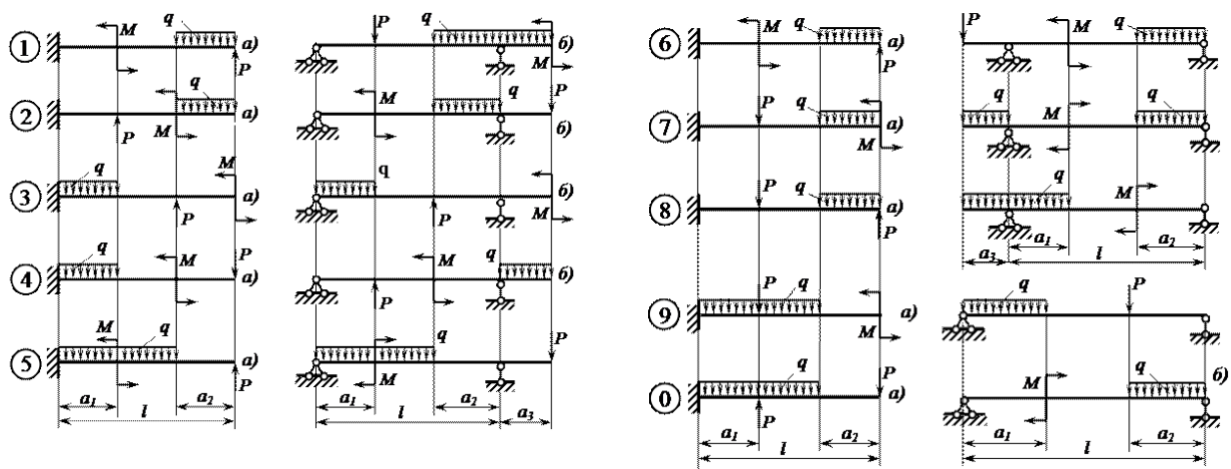 q P q q P q
1 M а) б) 6 а) M
P M P
2 q а) M q P б) 7 P q а) q M q
P M M
3 q M а) q б) 8 P q а) q M
P P M P
4 q M P а) M q б) a₃ a₁ l a₂
P 9 P q а) q P
M
5 M q а) q P б) 0 q P а) M q б)
P M
a₁ a₂ a₁ a₂ a₃ a₁ P a₂ a₁ a₂
l l l l